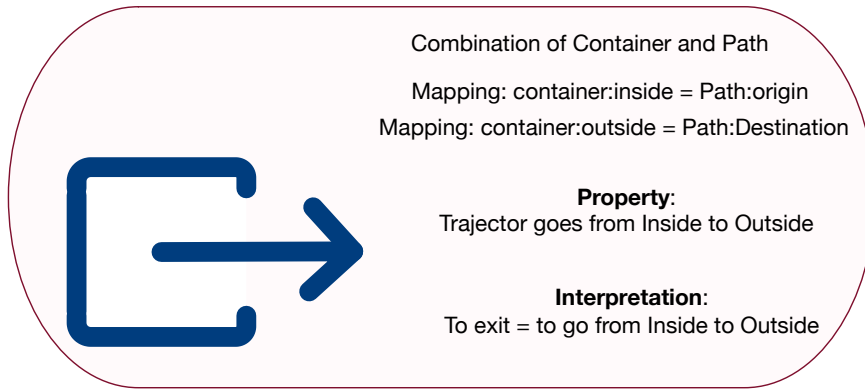 Combination of Container and Path
Mapping: container:inside = Path:origin
Mapping: container:outside = Path:Destination
Property:
Trajector goes from Inside to Outside
Interpretation:
To exit = to go from Inside to Outside